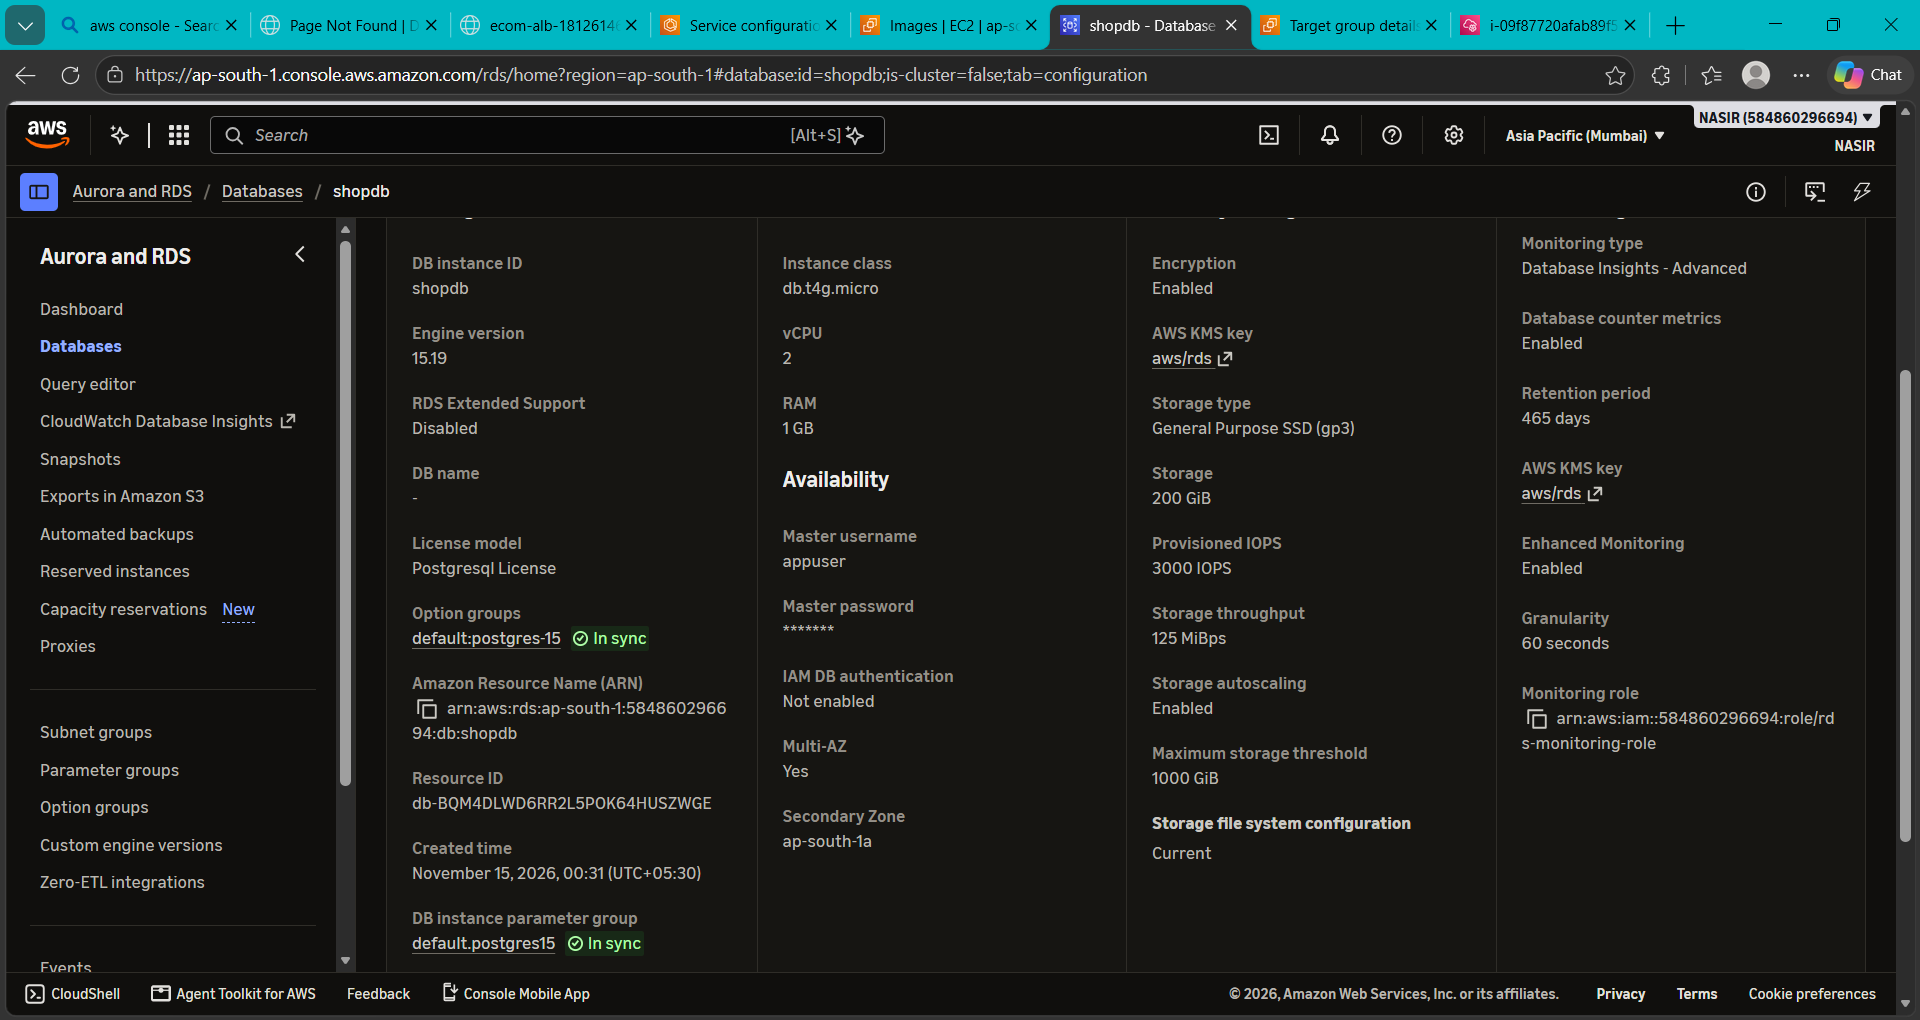 aws console - Searc
Page Not Found | D
ecom-alb-1812614
Service configuratio
Images | EC2 | ap-so
shopdb - Database
Target group details
i-09f87720afab89f5
https://ap-south-1.console.aws.amazon.com/rds/home?region=ap-south-1#database:id=shopdb;is-cluster=false;tab=configuration
Chat
aws
Search
[Alt+S]
Asia Pacific (Mumbai)
NASIR (584860296694)
NASIR
Aurora and RDS / Databases / shopdb
Aurora and RDS
Dashboard
Databases
Query editor
CloudWatch Database Insights
Snapshots
Exports in Amazon S3
Automated backups
Reserved instances
Capacity reservations New
Proxies
Subnet groups
Parameter groups
Option groups
Custom engine versions
Zero-ETL integrations
Events
DB instance ID
shopdb
Engine version
15.19
RDS Extended Support
Disabled
DB name
-
License model
Postgresql License
Option groups
default:postgres-15 In sync
Amazon Resource Name (ARN)
arn:aws:rds:ap-south-1:5848602966
94:db:shopdb
Resource ID
db-BQM4DLWD6RR2L5POK64HUSZWGE
Created time
November 15, 2026, 00:31 (UTC+05:30)
DB instance parameter group
default.postgres15 In sync
Instance class
db.t4g.micro
vCPU
2
RAM
1 GB
Availability
Master username
appuser
Master password
*******
IAM DB authentication
Not enabled
Multi-AZ
Yes
Secondary Zone
ap-south-1a
Encryption
Enabled
AWS KMS key
aws/rds
Storage type
General Purpose SSD (gp3)
Storage
200 GiB
Provisioned IOPS
3000 IOPS
Storage throughput
125 MiBps
Storage autoscaling
Enabled
Maximum storage threshold
1000 GiB
Storage file system configuration
Current
Monitoring type
Database Insights - Advanced
Database counter metrics
Enabled
Retention period
465 days
AWS KMS key
aws/rds
Enhanced Monitoring
Enabled
Granularity
60 seconds
Monitoring role
arn:aws:iam::584860296694:role/rd
s-monitoring-role
CloudShell
Agent Toolkit for AWS
Feedback
Console Mobile App
© 2026, Amazon Web Services, Inc. or its affiliates.
Privacy
Terms
Cookie preferences